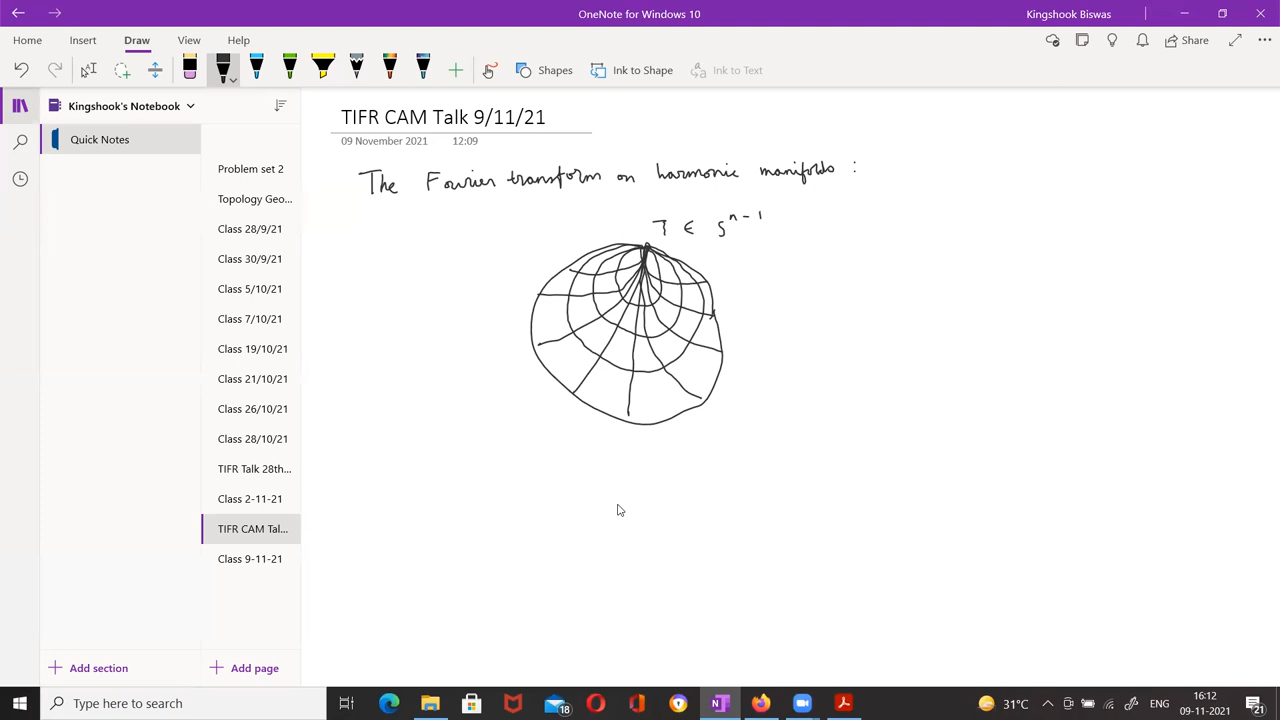 OneNote for Windows 10
Kingshook Biswas
Home
Insert
Draw
View
Help
Share
Shapes
Ink to Shape
Ink to Text
Kingshook's Notebook
Quick Notes
Problem set 2
Topology Geo...
Class 28/9/21
Class 30/9/21
Class 5/10/21
Class 7/10/21
Class 19/10/21
Class 21/10/21
Class 26/10/21
Class 28/10/21
TIFR Talk 28th...
Class 2-11-21
TIFR CAM Tal...
Class 9-11-21
Add section
Add page
TIFR CAM Talk 9/11/21
09 November 2021 12:09
The Fourier transform on harmonic manifolds :
∈ S^{n-1}
Type here to search
18
31°C
16:12
09-11-2021
21